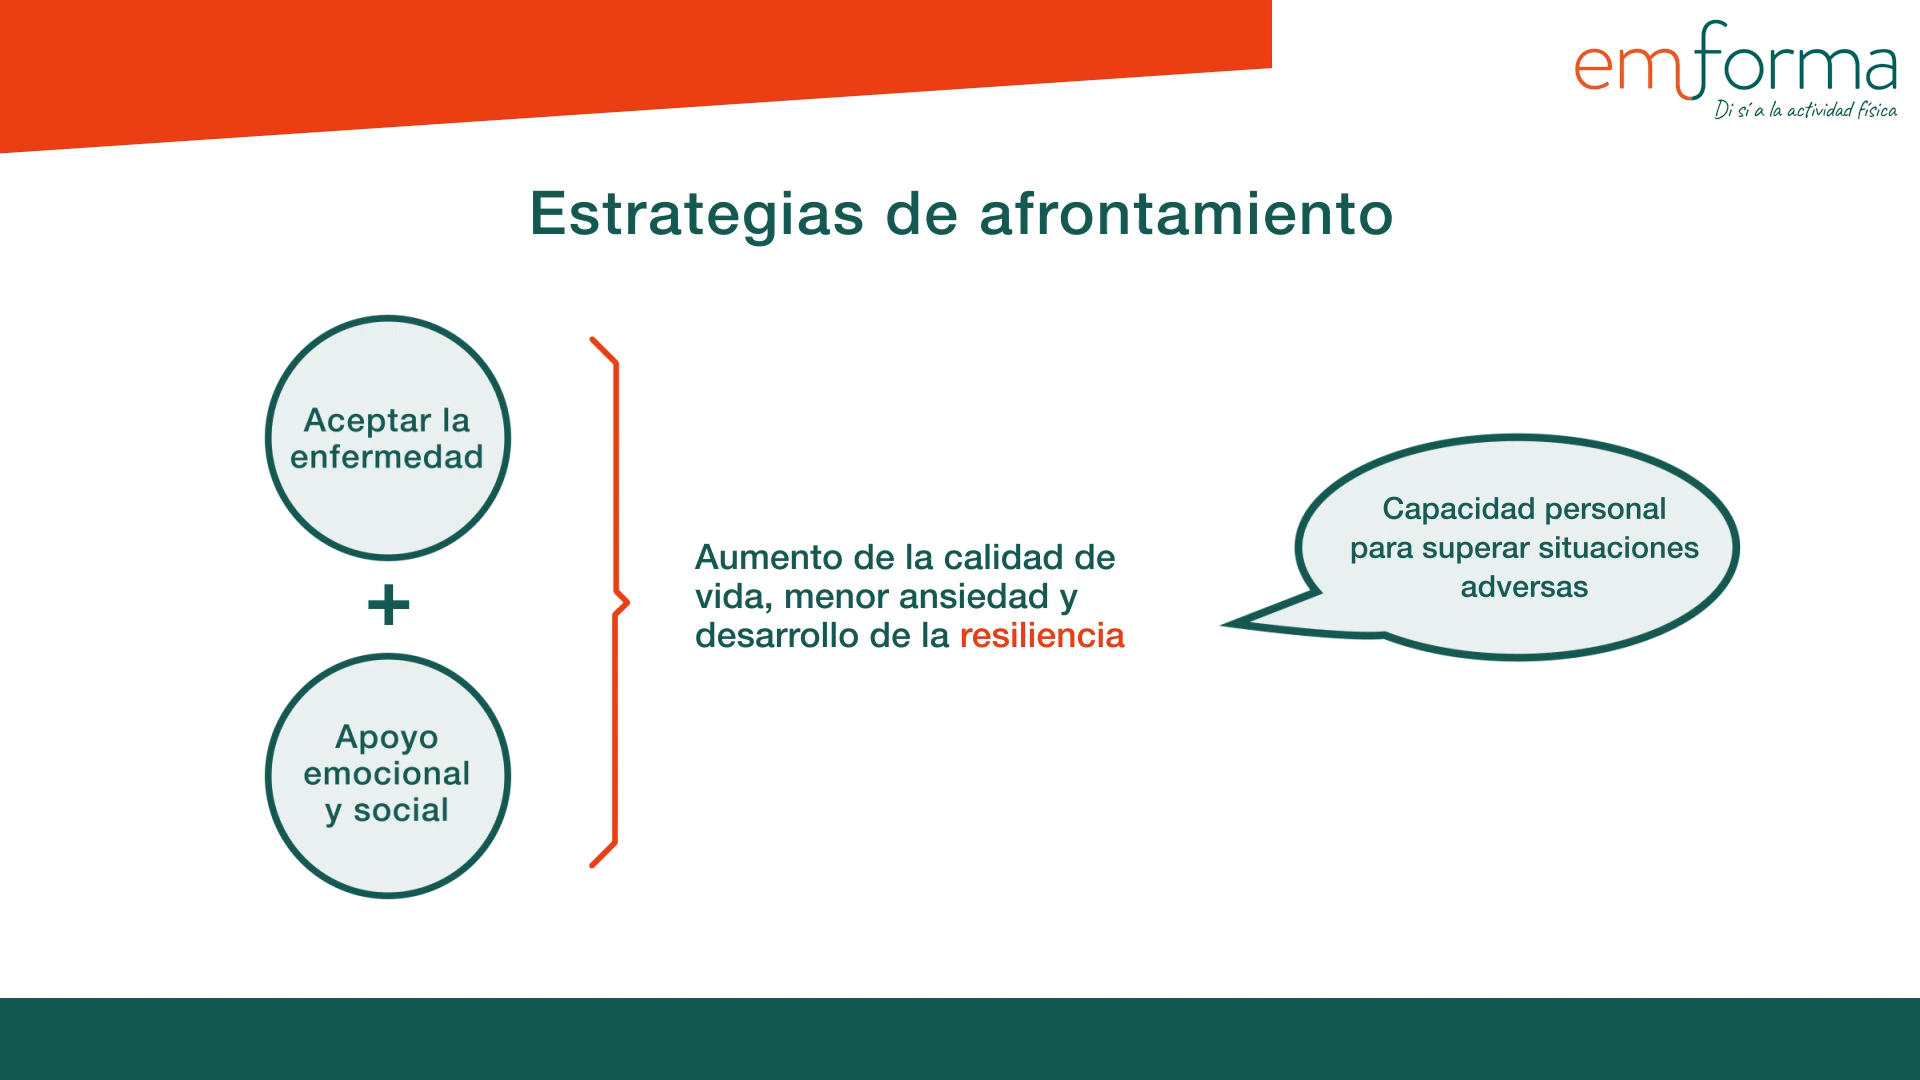 emforma
Di sí a la actividad física
Estrategias de afrontamiento
Aceptar la
enfermedad
+
Apoyo
emocional
y social
Aumento de la calidad de
vida, menor ansiedad y
desarrollo de la resiliencia
Capacidad personal
para superar situaciones
adversas